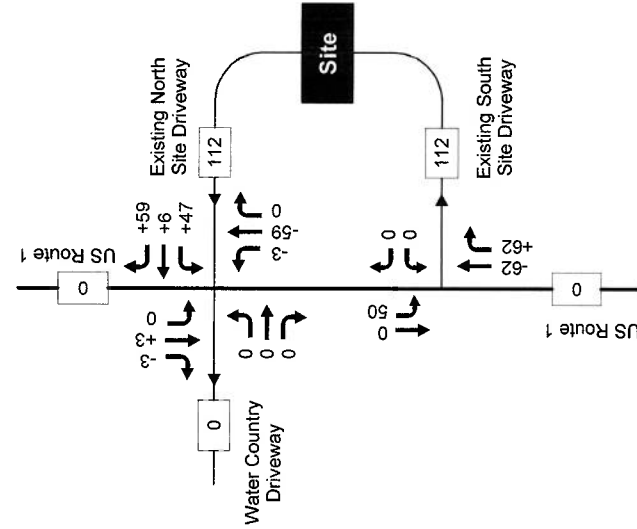 Site
Existing North
Site Driveway
112
+59
+6
+47
US Route 1
0
0
-59
-3
0
+3
-3
0
0
0
0
Water Country
Driveway
0
0
112
Existing South
Site Driveway
50
0
+62
-62
0
US Route 1